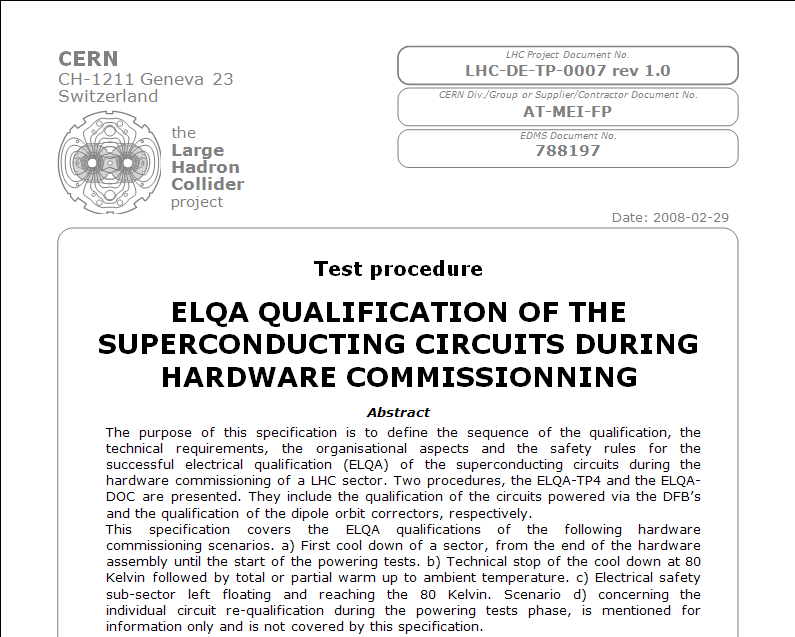 CERN
CH-1211 Geneva 23
Switzerland
the
Large
Hadron
Collider
project
LHC Project Document No.
LHC-DE-TP-0007 rev 1.0
CERN Div./Group or Supplier/Contractor Document No.
AT-MEI-FP
EDMS Document No.
788197
Date: 2008-02-29
Test procedure
ELQA QUALIFICATION OF THE
SUPERCONDUCTING CIRCUITS DURING
HARDWARE COMMISSIONNING
Abstract
The purpose of this specification is to define the sequence of the qualification, the
technical requirements, the organisational aspects and the safety rules for the
successful electrical qualification (ELQA) of the superconducting circuits during the
hardware commissioning of a LHC sector. Two procedures, the ELQA-TP4 and the ELQA-
DOC are presented. They include the qualification of the circuits powered via the DFB's
and the qualification of the dipole orbit correctors, respectively.
This specification covers the ELQA qualifications of the following hardware
commissioning scenarios. a) First cool down of a sector, from the end of the hardware
assembly until the start of the powering tests. b) Technical stop of the cool down at 80
Kelvin followed by total or partial warm up to ambient temperature. c) Electrical safety
sub-sector left floating and reaching the 80 Kelvin. Scenario d) concerning the
individual circuit re-qualification during the powering tests phase, is mentioned for
information only and is not covered by this specification.